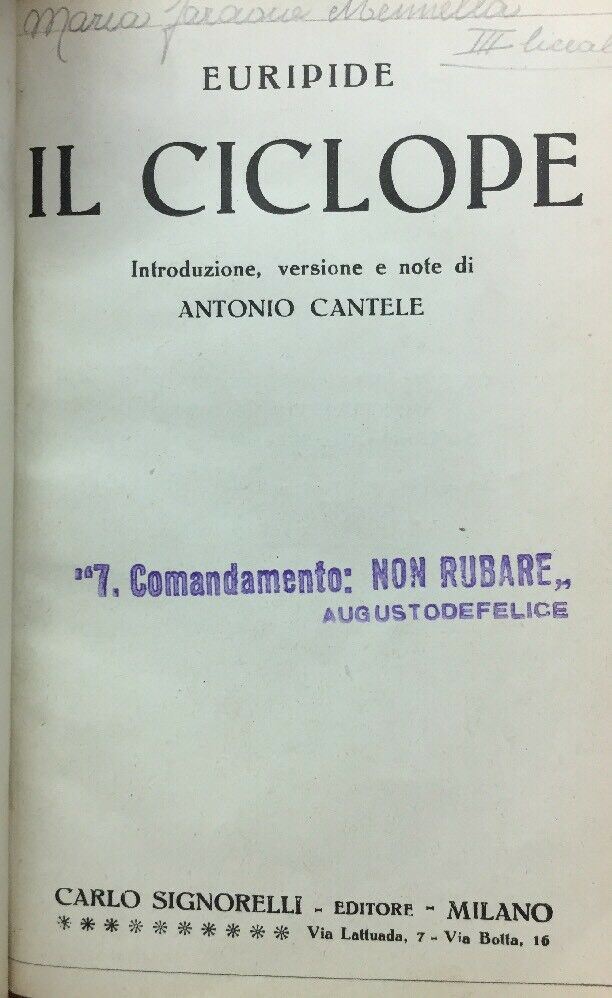 Maria Mennella
III liceal
EURIPIDE
IL CICLOPE
Introduzione, versione e note di
ANTONIO CANTELE
"7. Comandamento: NON RUBARE„
AUGUSTODEFELICE
CARLO SIGNORELLI - EDITORE - MILANO
********** Via Lattuada, 7 - Via Botta, 16